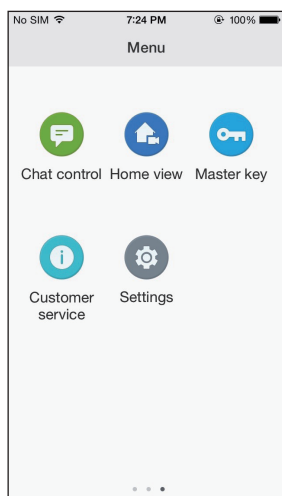 No SIM 7:24 PM 100%
Menu
Chat control Home view Master key
Customer service Settings